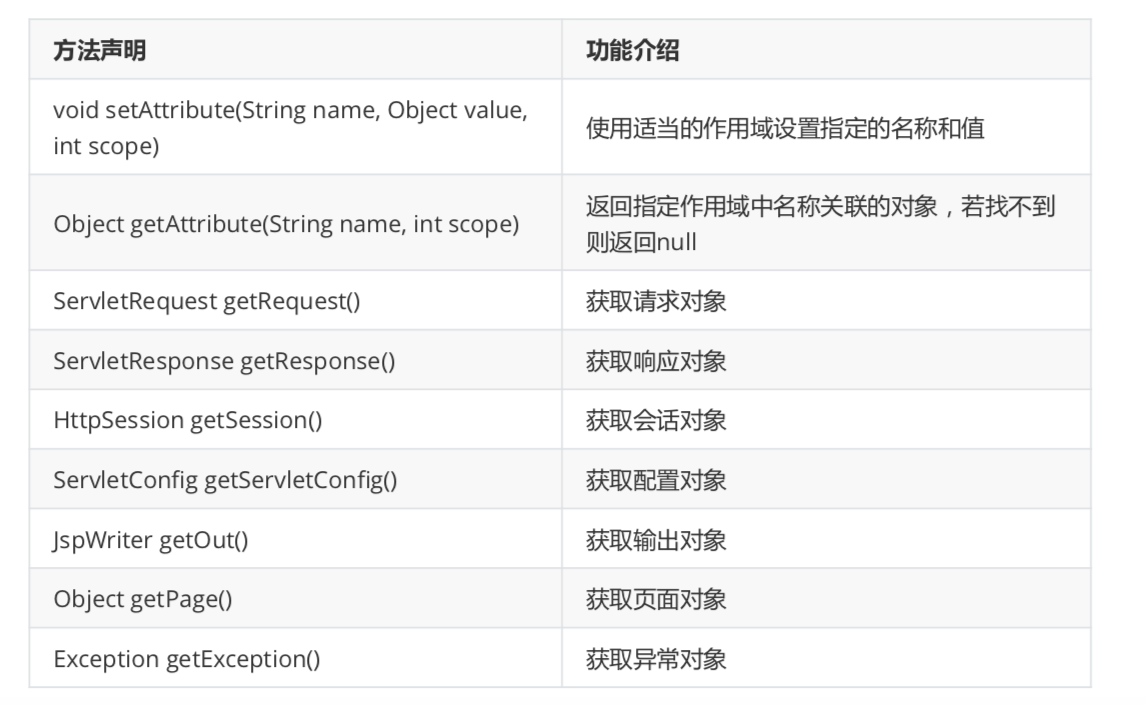 方法声明
功能介绍
void setAttribute(String name, Object value,
int scope)
使用适当的作用域设置指定的名称和值
Object getAttribute(String name, int scope)
返回指定作用域中名称关联的对象，若找不到
则返回null
ServletRequest getRequest()
获取请求对象
ServletResponse getResponse()
获取响应对象
HttpSession getSession()
获取会话对象
ServletConfig getServletConfig()
获取配置对象
JspWriter getOut()
获取输出对象
Object getPage()
获取页面对象
Exception getException()
获取异常对象